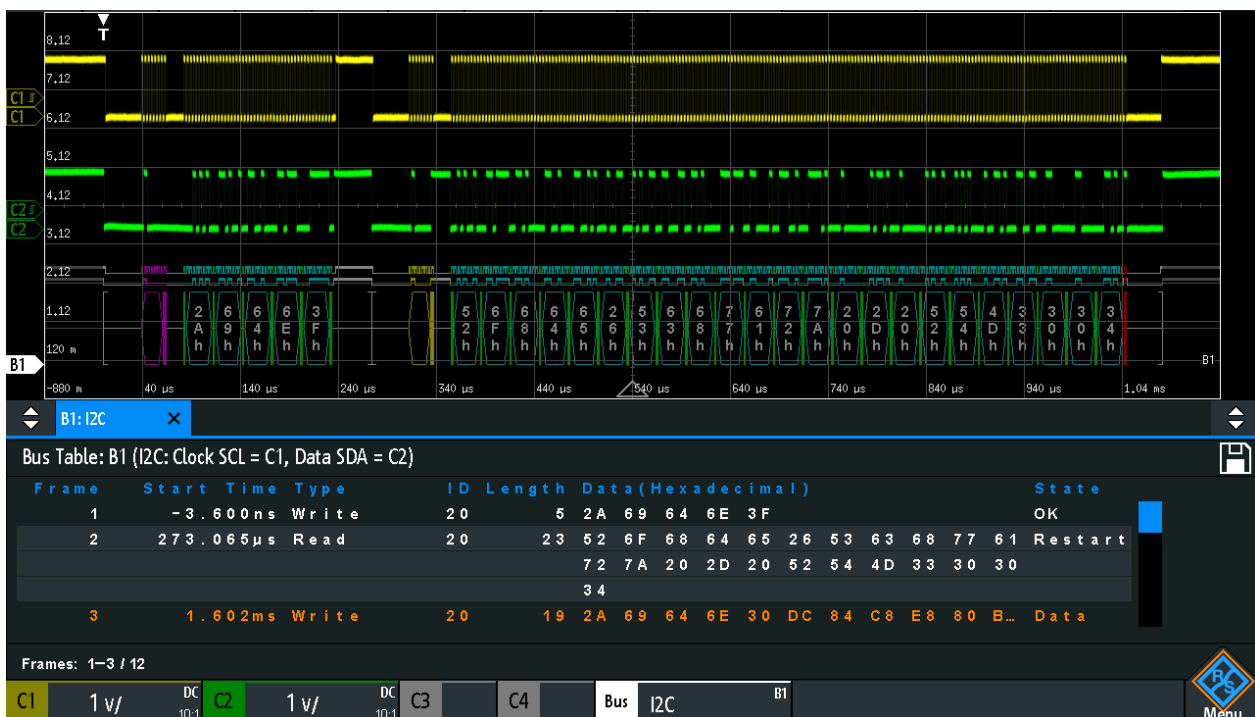 8.12
T
7.12
C1
C1
6.12
5.12
4.12
C2
C2
3.12
2.12
1.12
2 6 6 6 3 5 6 6 6 6 2 5 6 6 7 6 7 7 2 2 2 5 5 4 3 3 3 3
A 9 4 E F 2 F 8 4 5 6 3 3 8 7 1 2 A 0 D 0 2 4 D 3 0 0 4
h h h h h h h h h h h h h h h h h h h h h h h h h h h h
120 m
B1
B1
-880 m 40 µs 140 µs 240 µs 340 µs 440 µs 540 µs 640 µs 740 µs 840 µs 940 µs 1.04 ms
B1: I2C ×
Bus Table: B1 (I2C: Clock SCL = C1, Data SDA = C2)
Frame Start Time Type ID Length Data(Hexadecimal) State
1 -3.600ns Write 20 5 2A 69 64 6E 3F OK
2 273.065µs Read 20 23 52 6F 68 64 65 26 53 63 68 77 61 Restart
72 7A 20 2D 20 52 54 4D 33 30 30
34
3 1.602ms Write 20 19 2A 69 64 6E 30 DC 84 C8 E8 80 B… Data
Frames: 1-3 / 12
C1 1 V/ DC 10:1 C2 1 V/ DC 10:1 C3 C4 Bus I2C B1
R&S
Menu